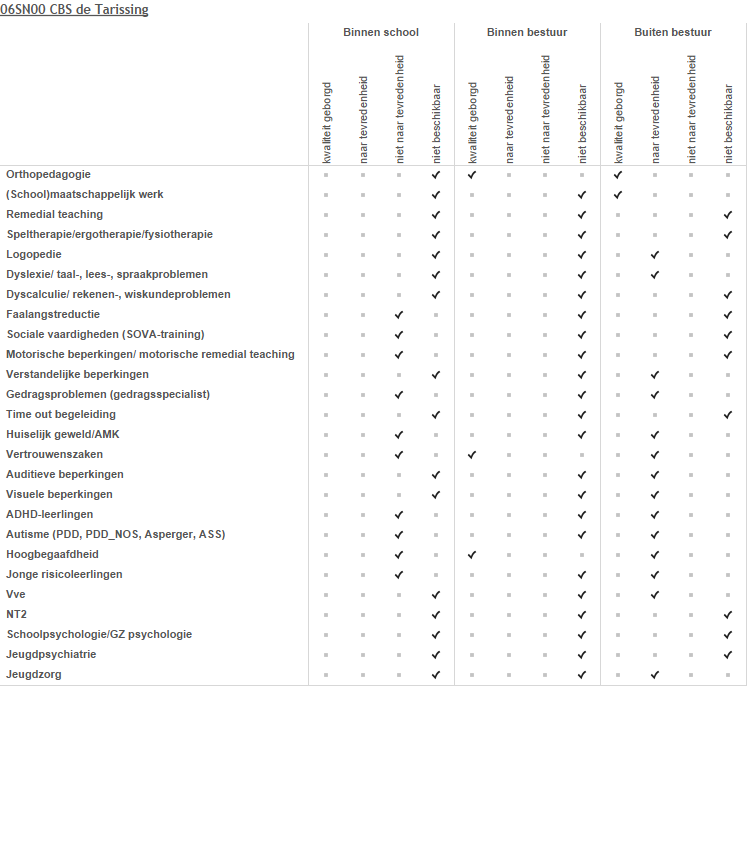 06SN00 CBS de Tarissing
Binnen school Binnen bestuur Buiten bestuur
kwaliteit geborgd naar tevredenheid niet naar tevredenheid niet beschikbaar kwaliteit geborgd naar tevredenheid niet naar tevredenheid niet beschikbaar kwaliteit geborgd naar tevredenheid niet naar tevredenheid niet beschikbaar
Orthopedagogie
(School)maatschappelijk werk
Remedial teaching
Speltherapie/ergotherapie/fysiotherapie
Logopedie
Dyslexie/ taal-, lees-, spraakproblemen
Dyscalculie/ rekenen-, wiskundeproblemen
Faalangstreductie
Sociale vaardigheden (SOVA-training)
Motorische beperkingen/ motorische remedial teaching
Verstandelijke beperkingen
Gedragsproblemen (gedragsspecialist)
Time out begeleiding
Huiselijk geweld/AMK
Vertrouwenszaken
Auditieve beperkingen
Visuele beperkingen
ADHD-leerlingen
Autisme (PDD, PDD_NOS, Asperger, ASS)
Hoogbegaafdheid
Jonge risicoleerlingen
Vve
NT2
Schoolpsychologie/GZ psychologie
Jeugdpsychiatrie
Jeugdzorg